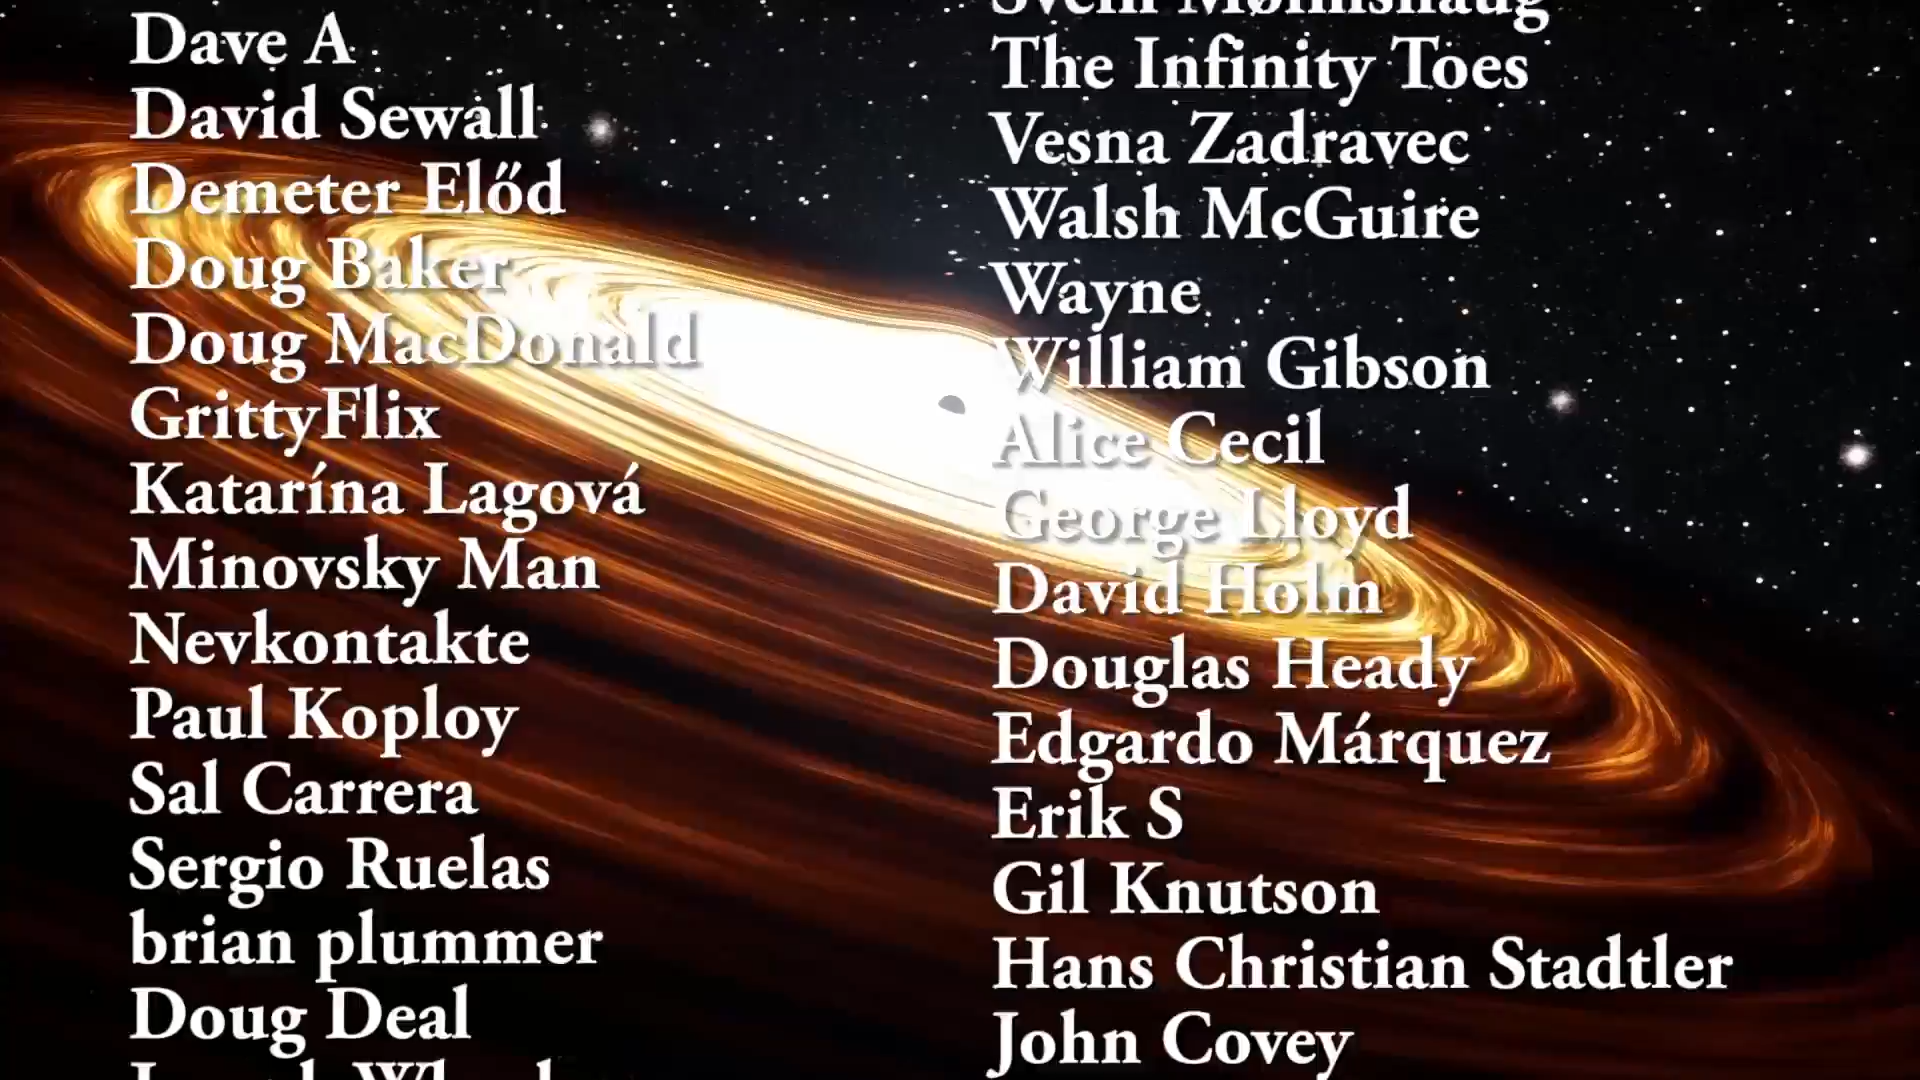 Dave A
David Sewall
Demeter Előd
Doug Baker
Doug MacDonald
GrittyFlix
Katarína Lagová
Minovsky Man
Nevkontakte
Paul Koploy
Sal Carrera
Sergio Ruelas
brian plummer
Doug Deal
The Infinity Toes
Vesna Zadravec
Walsh McGuire
Wayne
William Gibson
Alice Cecil
George Lloyd
David Holm
Douglas Heady
Edgardo Márquez
Erik S
Gil Knutson
Hans Christian Stadtler
John Covey